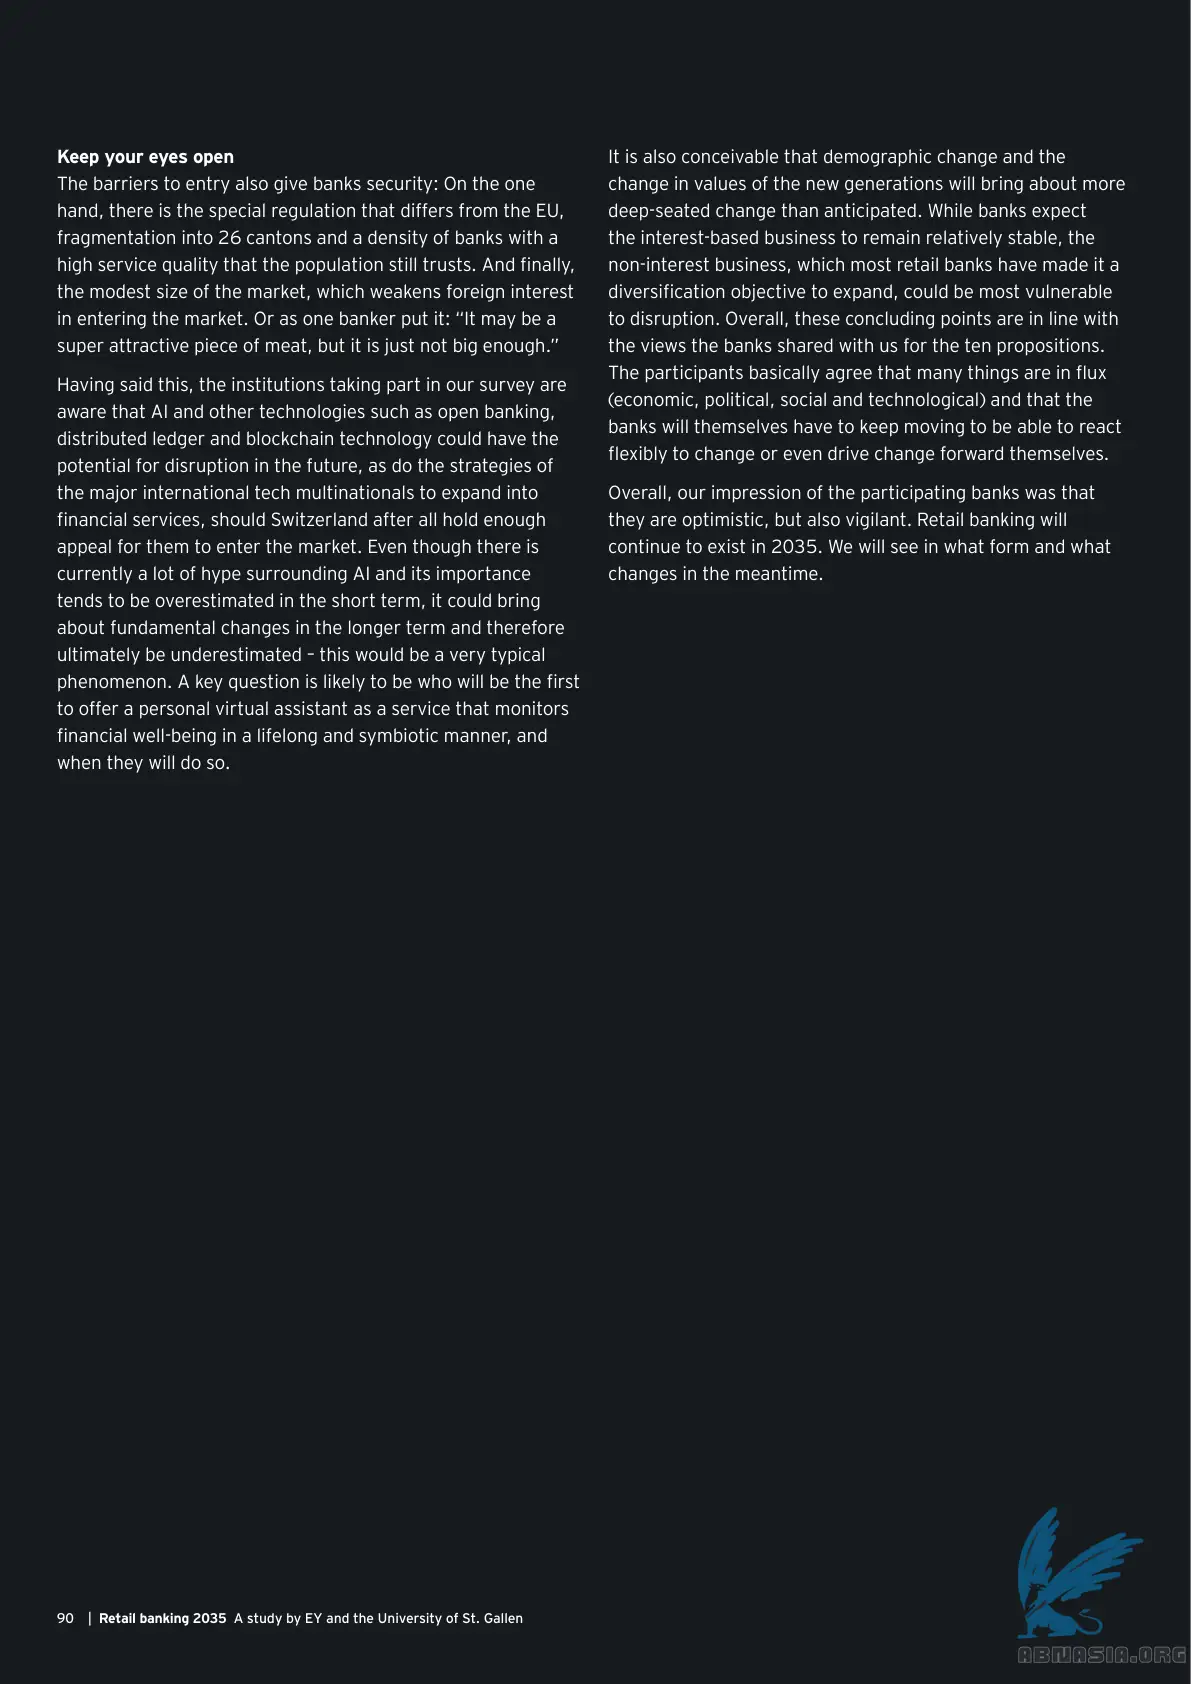 Keep your eyes open
The barriers to entry also give banks security: On the one
hand, there is the special regulation that differs from the EU,
fragmentation into 26 cantons and a density of banks with a
high service quality that the population still trusts. And finally,
the modest size of the market, which weakens foreign interest
in entering the market. Or as one banker put it: “It may be a
super attractive piece of meat, but it is just not big enough.”
Having said this, the institutions taking part in our survey are
aware that AI and other technologies such as open banking,
distributed ledger and blockchain technology could have the
potential for disruption in the future, as do the strategies of
the major international tech multinationals to expand into
financial services, should Switzerland after all hold enough
appeal for them to enter the market. Even though there is
currently a lot of hype surrounding AI and its importance
tends to be overestimated in the short term, it could bring
about fundamental changes in the longer term and therefore
ultimately be underestimated – this would be a very typical
phenomenon. A key question is likely to be who will be the first
to offer a personal virtual assistant as a service that monitors
financial well-being in a lifelong and symbiotic manner, and
when they will do so.
It is also conceivable that demographic change and the
change in values of the new generations will bring about more
deep-seated change than anticipated. While banks expect
the interest-based business to remain relatively stable, the
non-interest business, which most retail banks have made it a
diversification objective to expand, could be most vulnerable
to disruption. Overall, these concluding points are in line with
the views the banks shared with us for the ten propositions.
The participants basically agree that many things are in flux
(economic, political, social and technological) and that the
banks will themselves have to keep moving to be able to react
flexibly to change or even drive change forward themselves.
Overall, our impression of the participating banks was that
they are optimistic, but also vigilant. Retail banking will
continue to exist in 2035. We will see in what form and what
changes in the meantime.
90 | Retail banking 2035 A study by EY and the University of St. Gallen
ABNASIA.ORG